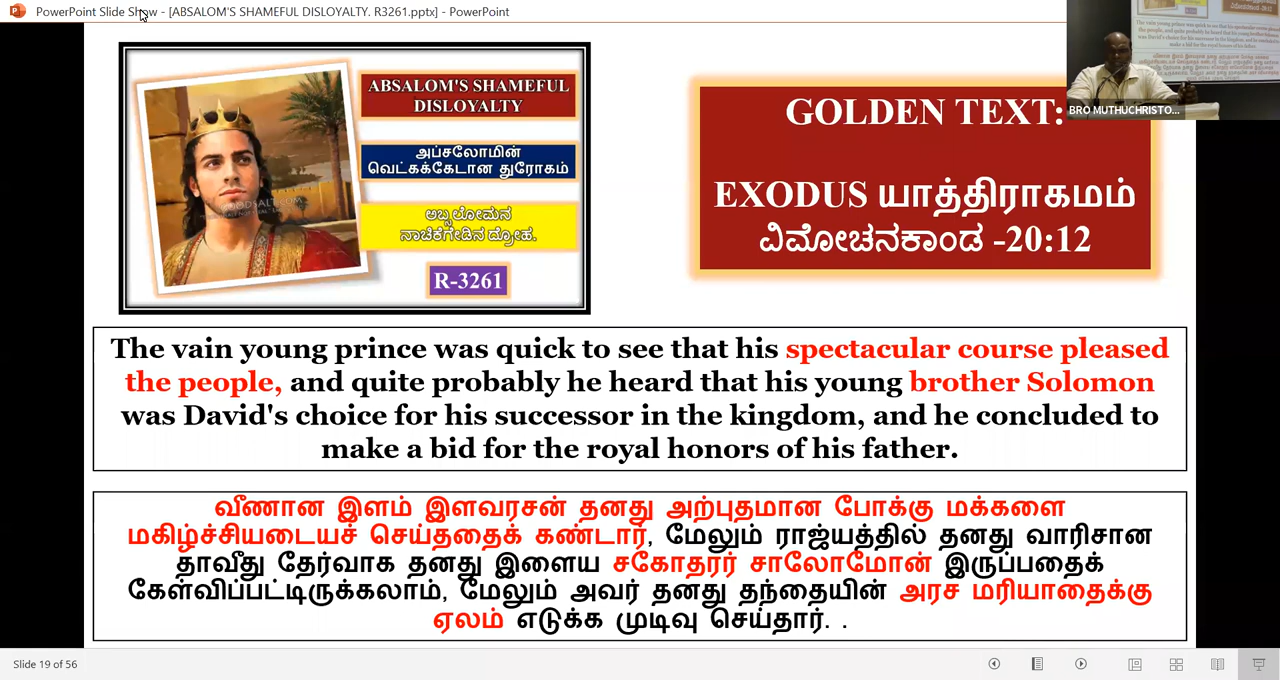 PowerPoint Slide Show - [ABSALOM'S SHAMEFUL DISLOYALTY. R3261.pptx] - PowerPoint
BRO MUTHUCHRISTO...
ABSALOM'S SHAMEFUL
DISLOYALTY
அப்சலோமின்
வெட்கக்கேடான துரோகம்
ಅಬ್ಸಲೋಮನ
ನಾಚಿಕೆಗೇಡಿನ ದ್ರೋಹ.
R-3261
GOLDEN TEXT:
EXODUS யாத்திராகமம்
ವಿಮೋಚನಕಾಂಡ -20:12
The vain young prince was quick to see that his spectacular course pleased
the people, and quite probably he heard that his young brother Solomon
was David's choice for his successor in the kingdom, and he concluded to
make a bid for the royal honors of his father.
வீணான இளம் இளவரசன் தனது அற்புதமான போக்கு மக்களை
மகிழ்ச்சியடையச் செய்ததைக் கண்டார், மேலும் ராஜ்யத்தில் தனது வாரிசான
தாவீது தேர்வாக தனது இளைய சகோதரர் சாலோமோன் இருப்பதைக்
கேள்விப்பட்டிருக்கலாம், மேலும் அவர் தனது தந்தையின் அரச மரியாதைக்கு
ஏலம் எடுக்க முடிவு செய்தார். .
Slide 19 of 56